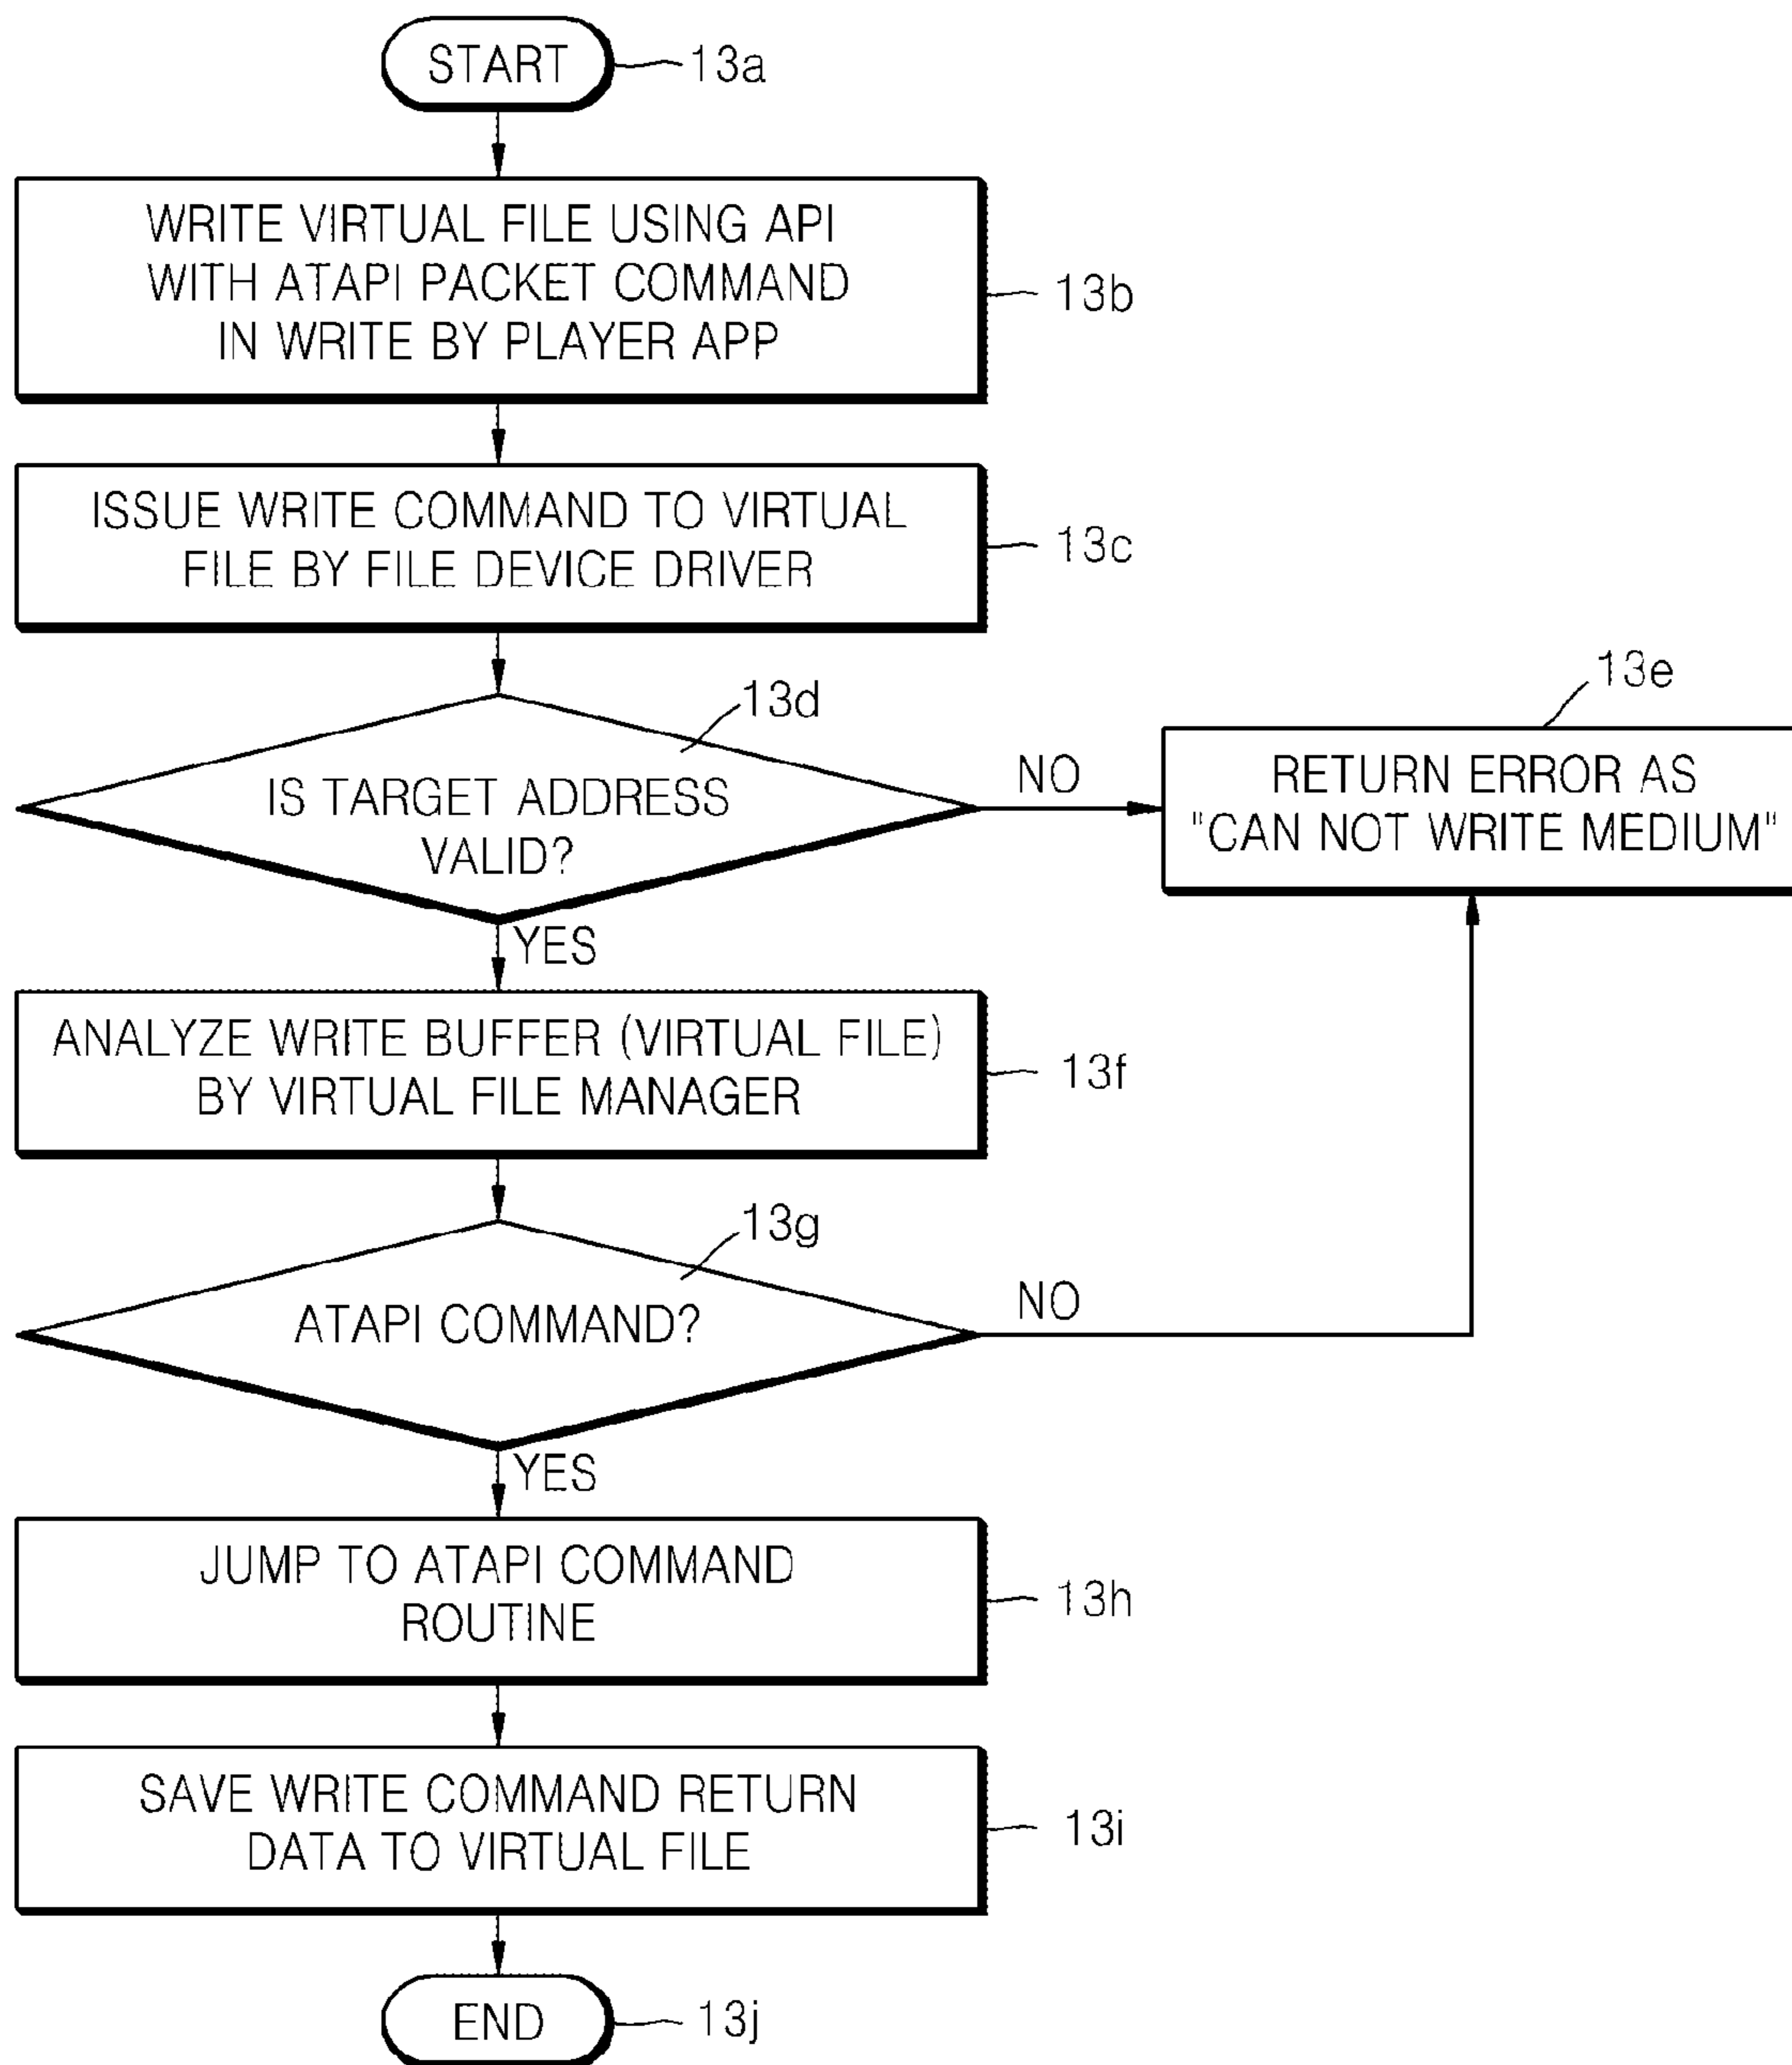 START
13a
WRITE VIRTUAL FILE USING API
WITH ATAPI PACKET COMMAND
IN WRITE BY PLAYER APP
13b
ISSUE WRITE COMMAND TO VIRTUAL
FILE BY FILE DEVICE DRIVER
13c
13d
IS TARGET ADDRESS
VALID?
NO
13e
RETURN ERROR AS
"CAN NOT WRITE MEDIUM"
YES
ANALYZE WRITE BUFFER (VIRTUAL FILE)
BY VIRTUAL FILE MANAGER
13f
13g
ATAPI COMMAND?
NO
YES
JUMP TO ATAPI COMMAND
ROUTINE
13h
SAVE WRITE COMMAND RETURN
DATA TO VIRTUAL FILE
13i
END
13j